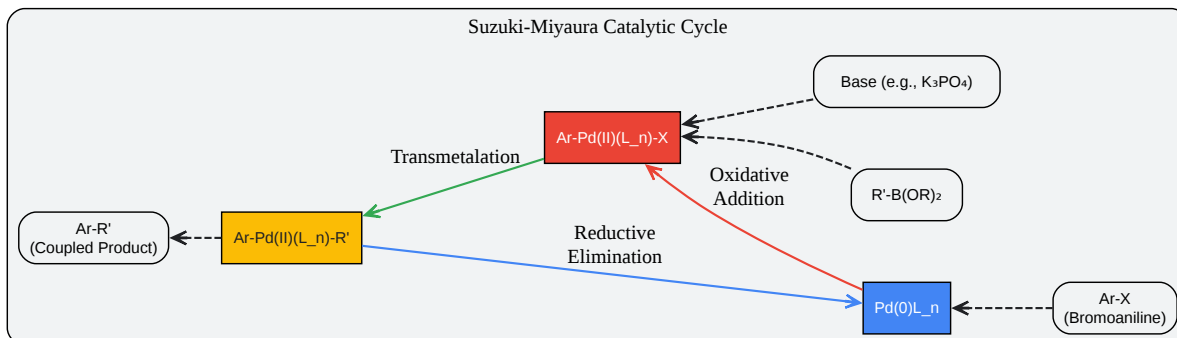 Suzuki-Miyaura Catalytic Cycle
Base (e.g., K₃PO₄)
Ar-Pd(II)(L_n)-X
Transmetalation
Oxidative
Addition
R'-B(OR)₂
Ar-R'
(Coupled Product)
Ar-Pd(II)(L_n)-R'
Reductive
Elimination
Pd(0)L_n
Ar-X
(Bromoaniline)